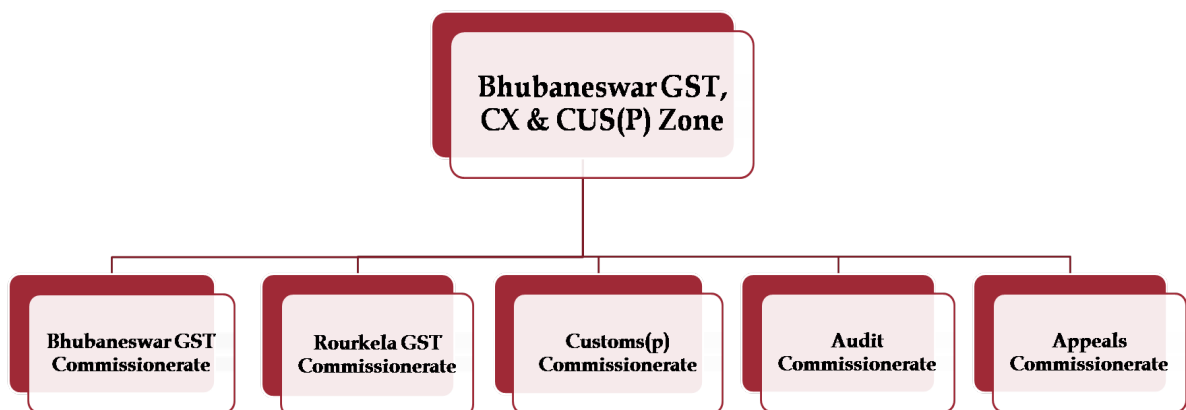 Bhubaneswar GST,
CX & CUS(P) Zone
Bhubaneswar GST
Commissionerate
Rourkela GST
Commissionerate
Customs(p)
Commissionerate
Audit
Commissionerate
Appeals
Commissionerate